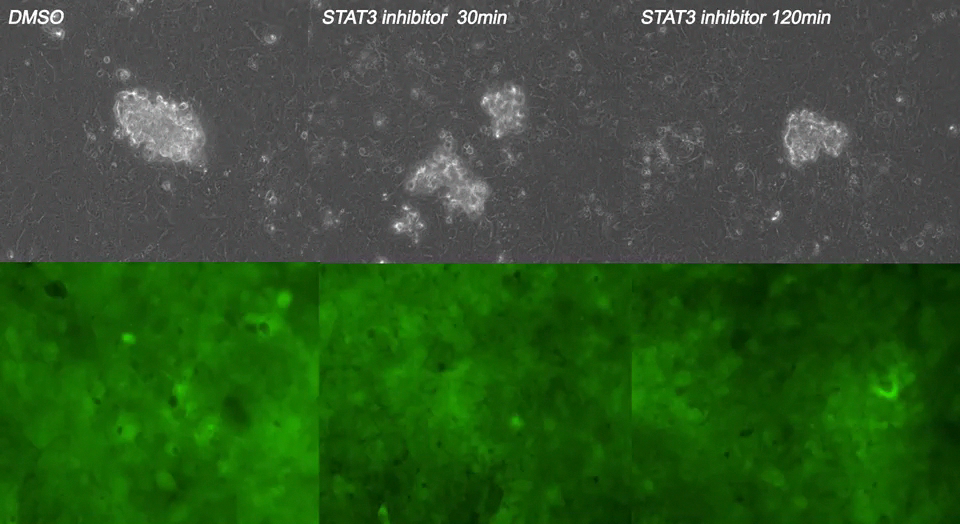 DMSO
STAT3 inhibitor 30min
STAT3 inhibitor 120min